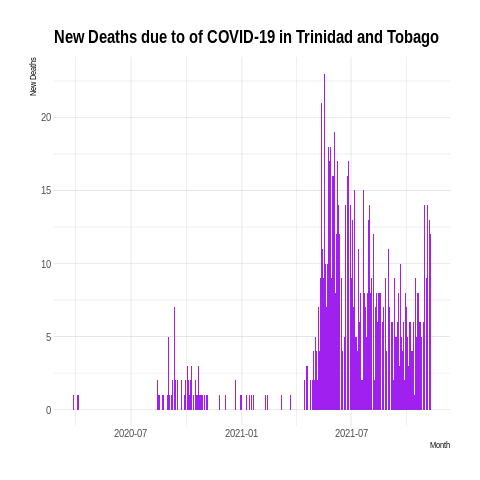 New Deaths due to of COVID-19 in Trinidad and Tobago
New Deaths
20
15
10
5
0
2020-07 2021-01 2021-07
Month